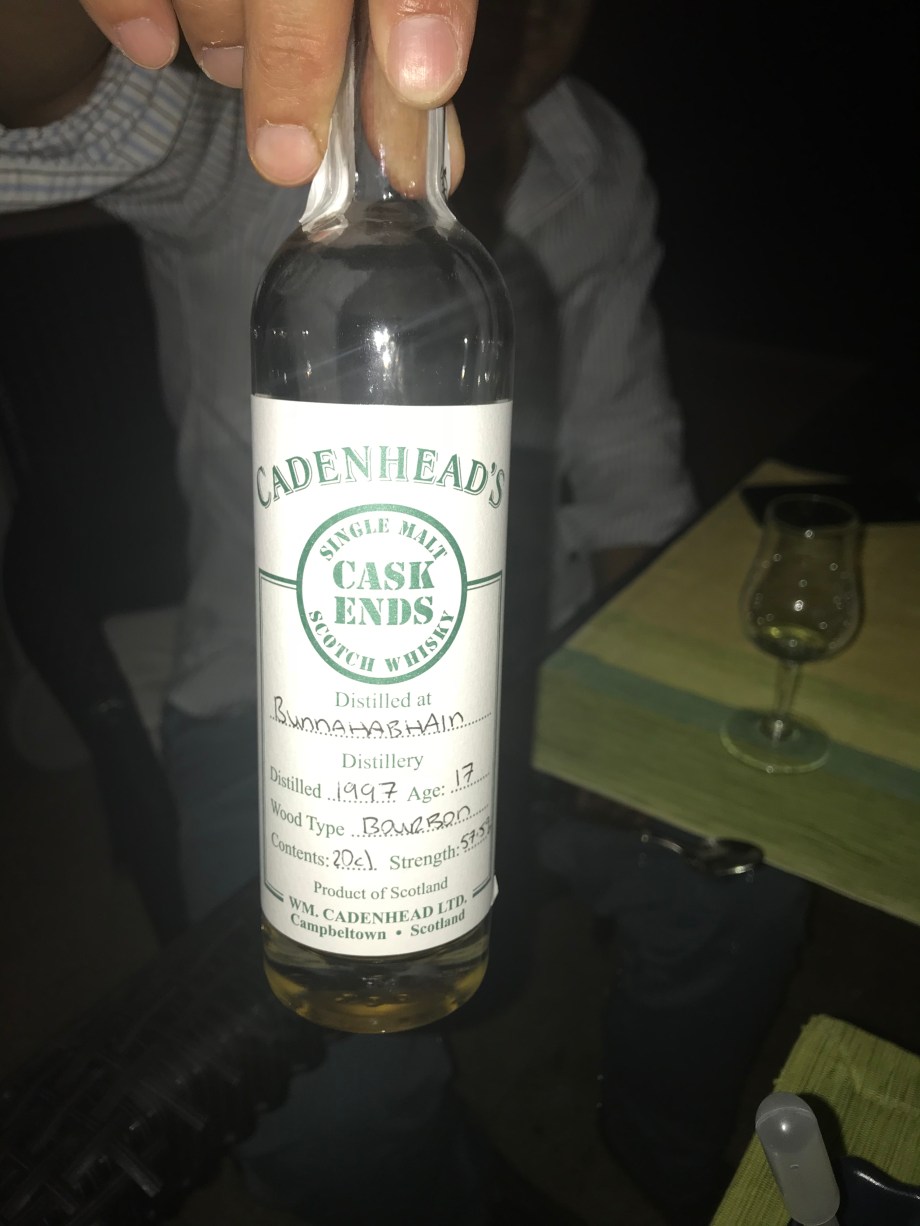 CADENHEAD'S
SINGLE MALT
CASK
ENDS
SCOTCH WHISKY
Distilled at
BunnAHABHAIn
Distillery
Distilled 1997 Age: 17
Wood Type BouRBon
Contents: 20cl Strength:
Product of Scotland
WM. CADENHEAD LTD.
Campbeltown • Scotland